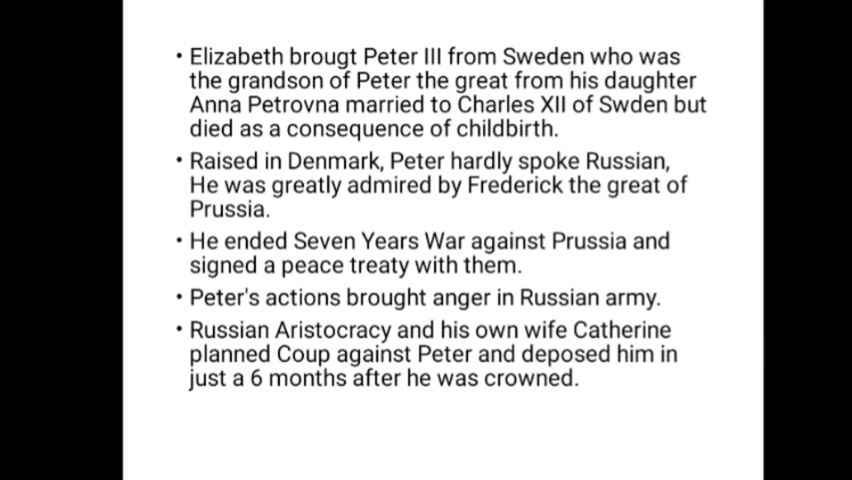 • Elizabeth brougt Peter III from Sweden who was
the grandson of Peter the great from his daughter
Anna Petrovna married to Charles XII of Swden but
died as a consequence of childbirth.
• Raised in Denmark, Peter hardly spoke Russian,
He was greatly admired by Frederick the great of
Prussia.
• He ended Seven Years War against Prussia and
signed a peace treaty with them.
• Peter's actions brought anger in Russian army.
• Russian Aristocracy and his own wife Catherine
planned Coup against Peter and deposed him in
just a 6 months after he was crowned.